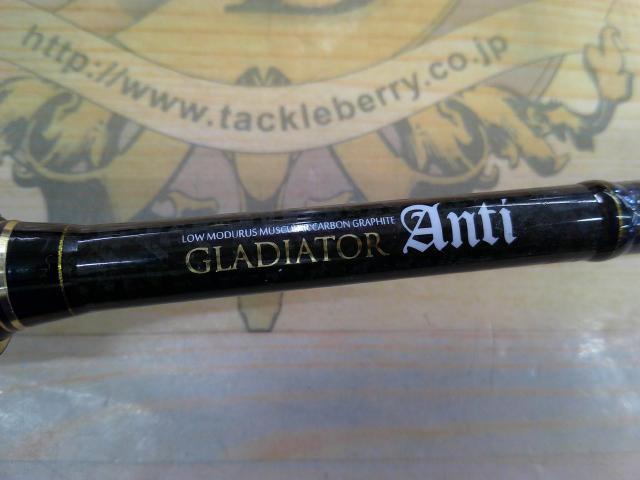 http://www.tackleberry.co.jp
LOW MODURUS MUSCULAR CARBON GRAPHITE
GLADIATOR Anti